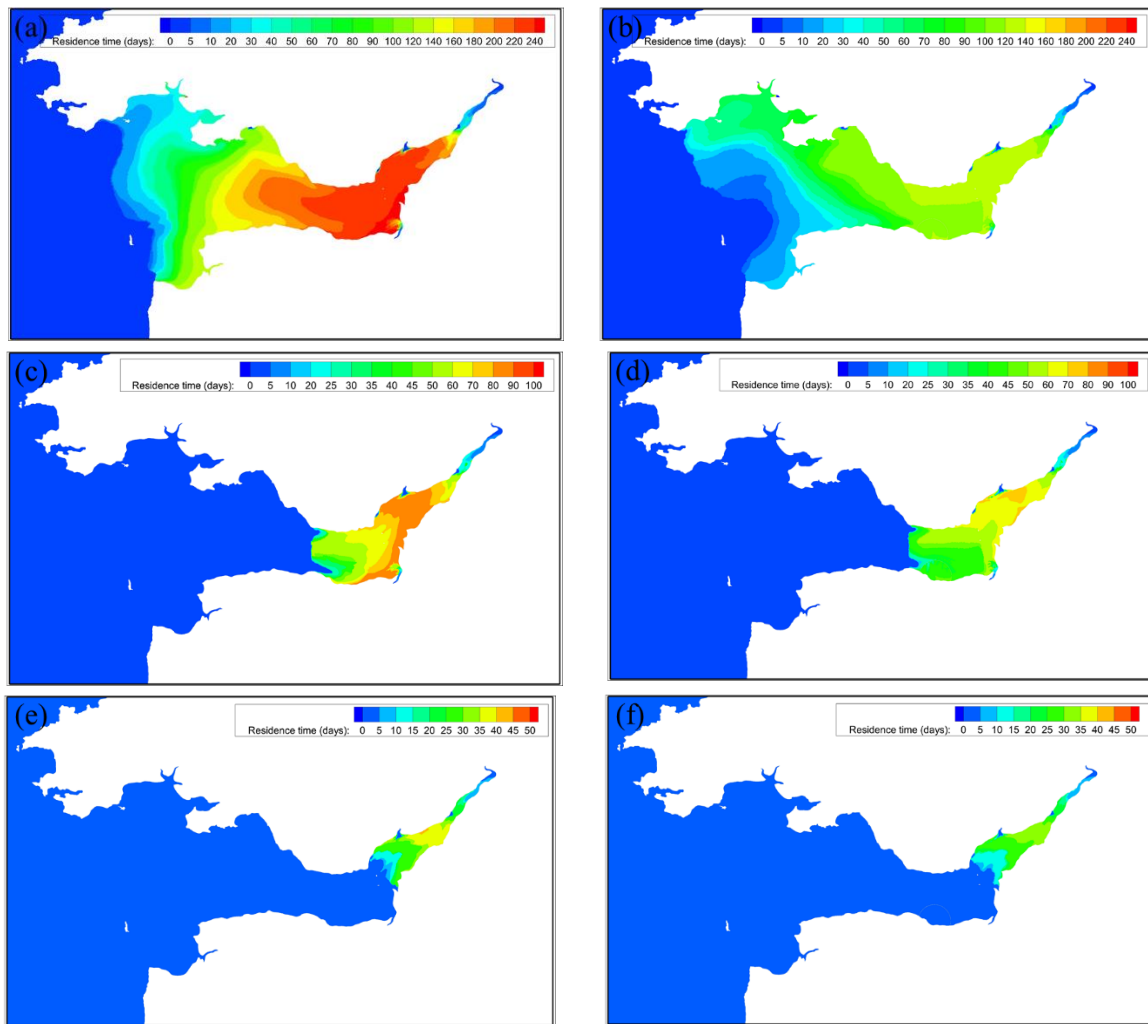 (a)
Residence time (days): 0 5 10 20 30 40 50 60 70 80 90 100 140 160 180 200 220 240
(b)
Residence time (days): 0 5 10 20 30 40 50 60 70 80 90 100 140 160 180 200 220 240
(c)
Residence time (days): 0 5 10 20 25 30 35 40 45 50 60 70 80 90 100
(d)
Residence time (days): 0 5 10 20 25 30 35 40 45 50 60 70 80 90 100
(e)
Residence time (days): 0 5 10 15 20 25 30 35 40 45 50
(f)
Residence time (days): 0 5 10 15 20 25 30 35 40 45 50